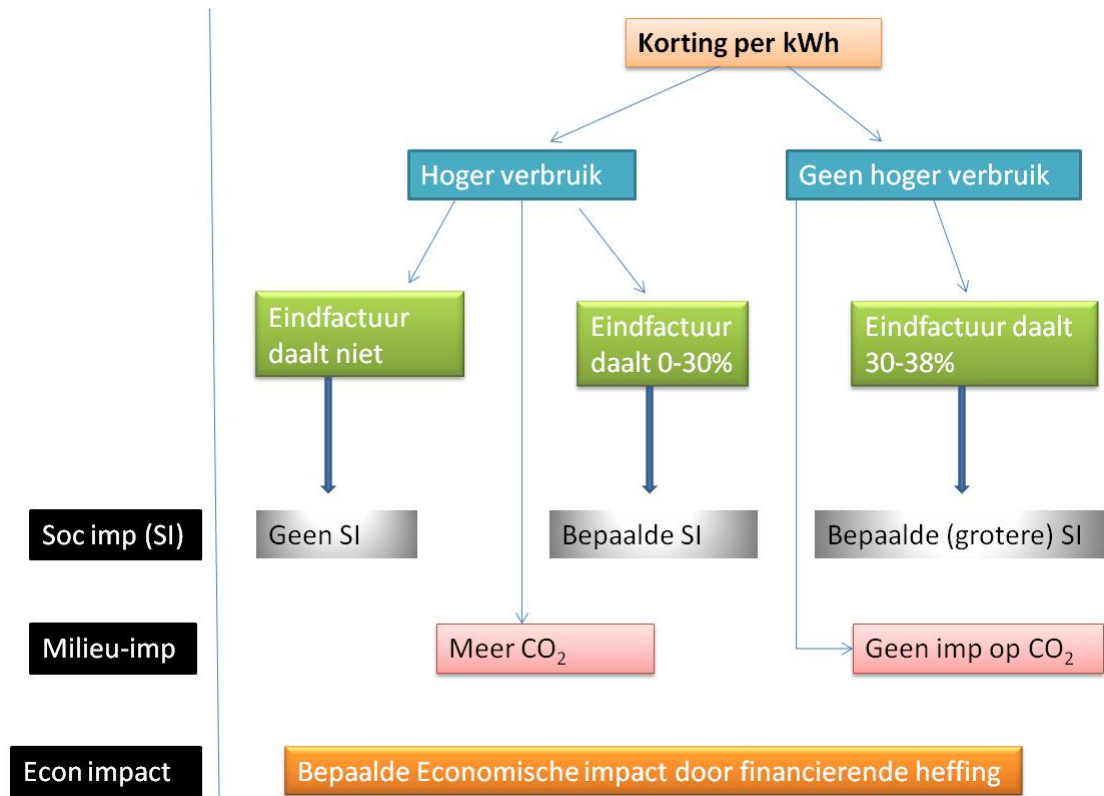 Korting per kWh
Hoger verbruik
Geen hoger verbruik
Eindfactuur
daalt niet
Eindfactuur
daalt 0-30%
Eindfactuur daalt
30-38%
Soc imp (SI)
Geen SI
Bepaalde SI
Bepaalde (grotere) SI
Milieu-imp
Meer CO₂
Geen imp op CO₂
Econ impact
Bepaalde Economische impact door financierende heffing